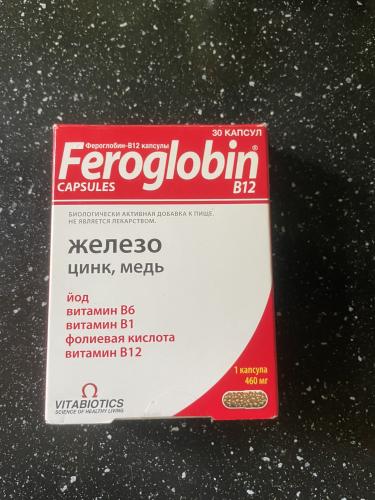 30 КАПСУЛ
Фероглобин-В12 капсулы
Feroglobin®
CAPSULES
B12
БИОЛОГИЧЕСКИ АКТИВНАЯ ДОБАВКА К ПИЩЕ.
НЕ ЯВЛЯЕТСЯ ЛЕКАРСТВОМ.
железо
цинк, медь
йод
витамин В6
витамин В1
фолиевая кислота
витамин В12
1 капсула
460 мг
VITABIOTICS
SCIENCE OF HEALTHY LIVING